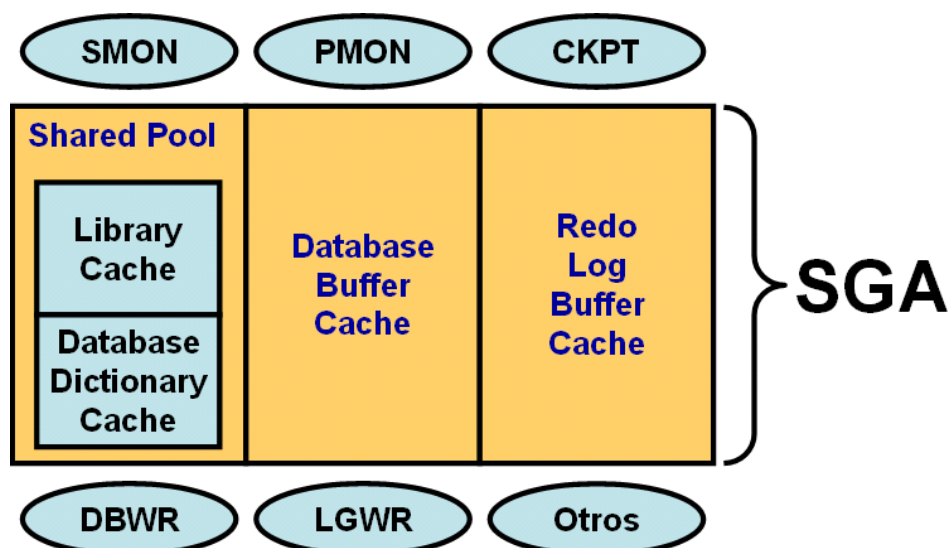 SMON
PMON
CKPT
Shared Pool
Library
Cache
Database
Dictionary
Cache
Database
Buffer
Cache
Redo
Log
Buffer
Cache
SGA
DBWR
LGWR
Otros